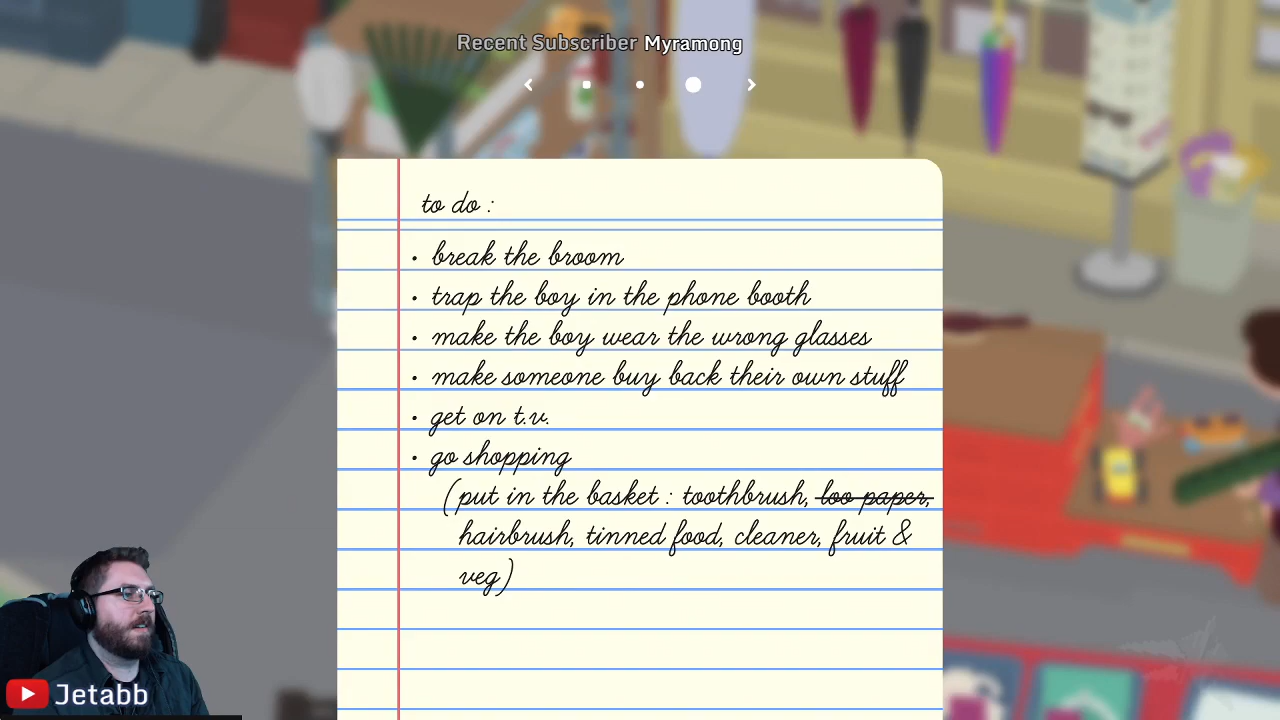 Recent Subscriber Myramong
to do :
• break the broom
• trap the boy in the phone booth
• make the boy wear the wrong glasses
• make someone buy back their own stuff
• get on t.v.
• go shopping
(put in the basket : toothbrush, loo paper,
hairbrush, tinned food, cleaner, fruit &
veg)
Jetabb